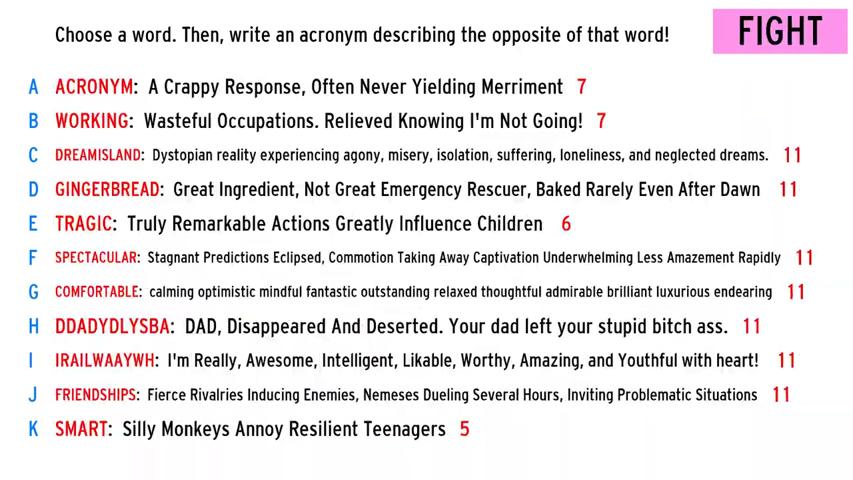 Choose a word. Then, write an acronym describing the opposite of that word!
FIGHT
A ACRONYM: A Crappy Response, Often Never Yielding Merriment 7
B WORKING: Wasteful Occupations. Relieved Knowing I'm Not Going! 7
C DREAMISLAND: Dystopian reality experiencing agony, misery, isolation, suffering, loneliness, and neglected dreams. 11
D GINGERBREAD: Great Ingredient, Not Great Emergency Rescuer, Baked Rarely Even After Dawn 11
E TRAGIC: Truly Remarkable Actions Greatly Influence Children 6
F SPECTACULAR: Stagnant Predictions Eclipsed, Commotion Taking Away Captivation Underwhelming Less Amazement Rapidly 11
G COMFORTABLE: calming optimistic mindful fantastic outstanding relaxed thoughtful admirable brilliant luxurious endearing 11
H DDADYDLYSBA: DAD, Disappeared And Deserted. Your dad left your stupid bitch ass. 11
I IRAILWAAYWH: I'm Really, Awesome, Intelligent, Likable, Worthy, Amazing, and Youthful with heart! 11
J FRIENDSHIPS: Fierce Rivalries Inducing Enemies, Nemeses Dueling Several Hours, Inviting Problematic Situations 11
K SMART: Silly Monkeys Annoy Resilient Teenagers 5